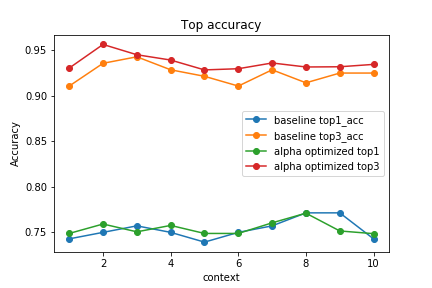 Top accuracy
Accuracy
0.95
0.90
0.85
0.80
0.75
baseline top1_acc
baseline top3_acc
alpha optimized top1
alpha optimized top3
2 4 6 8 10
context